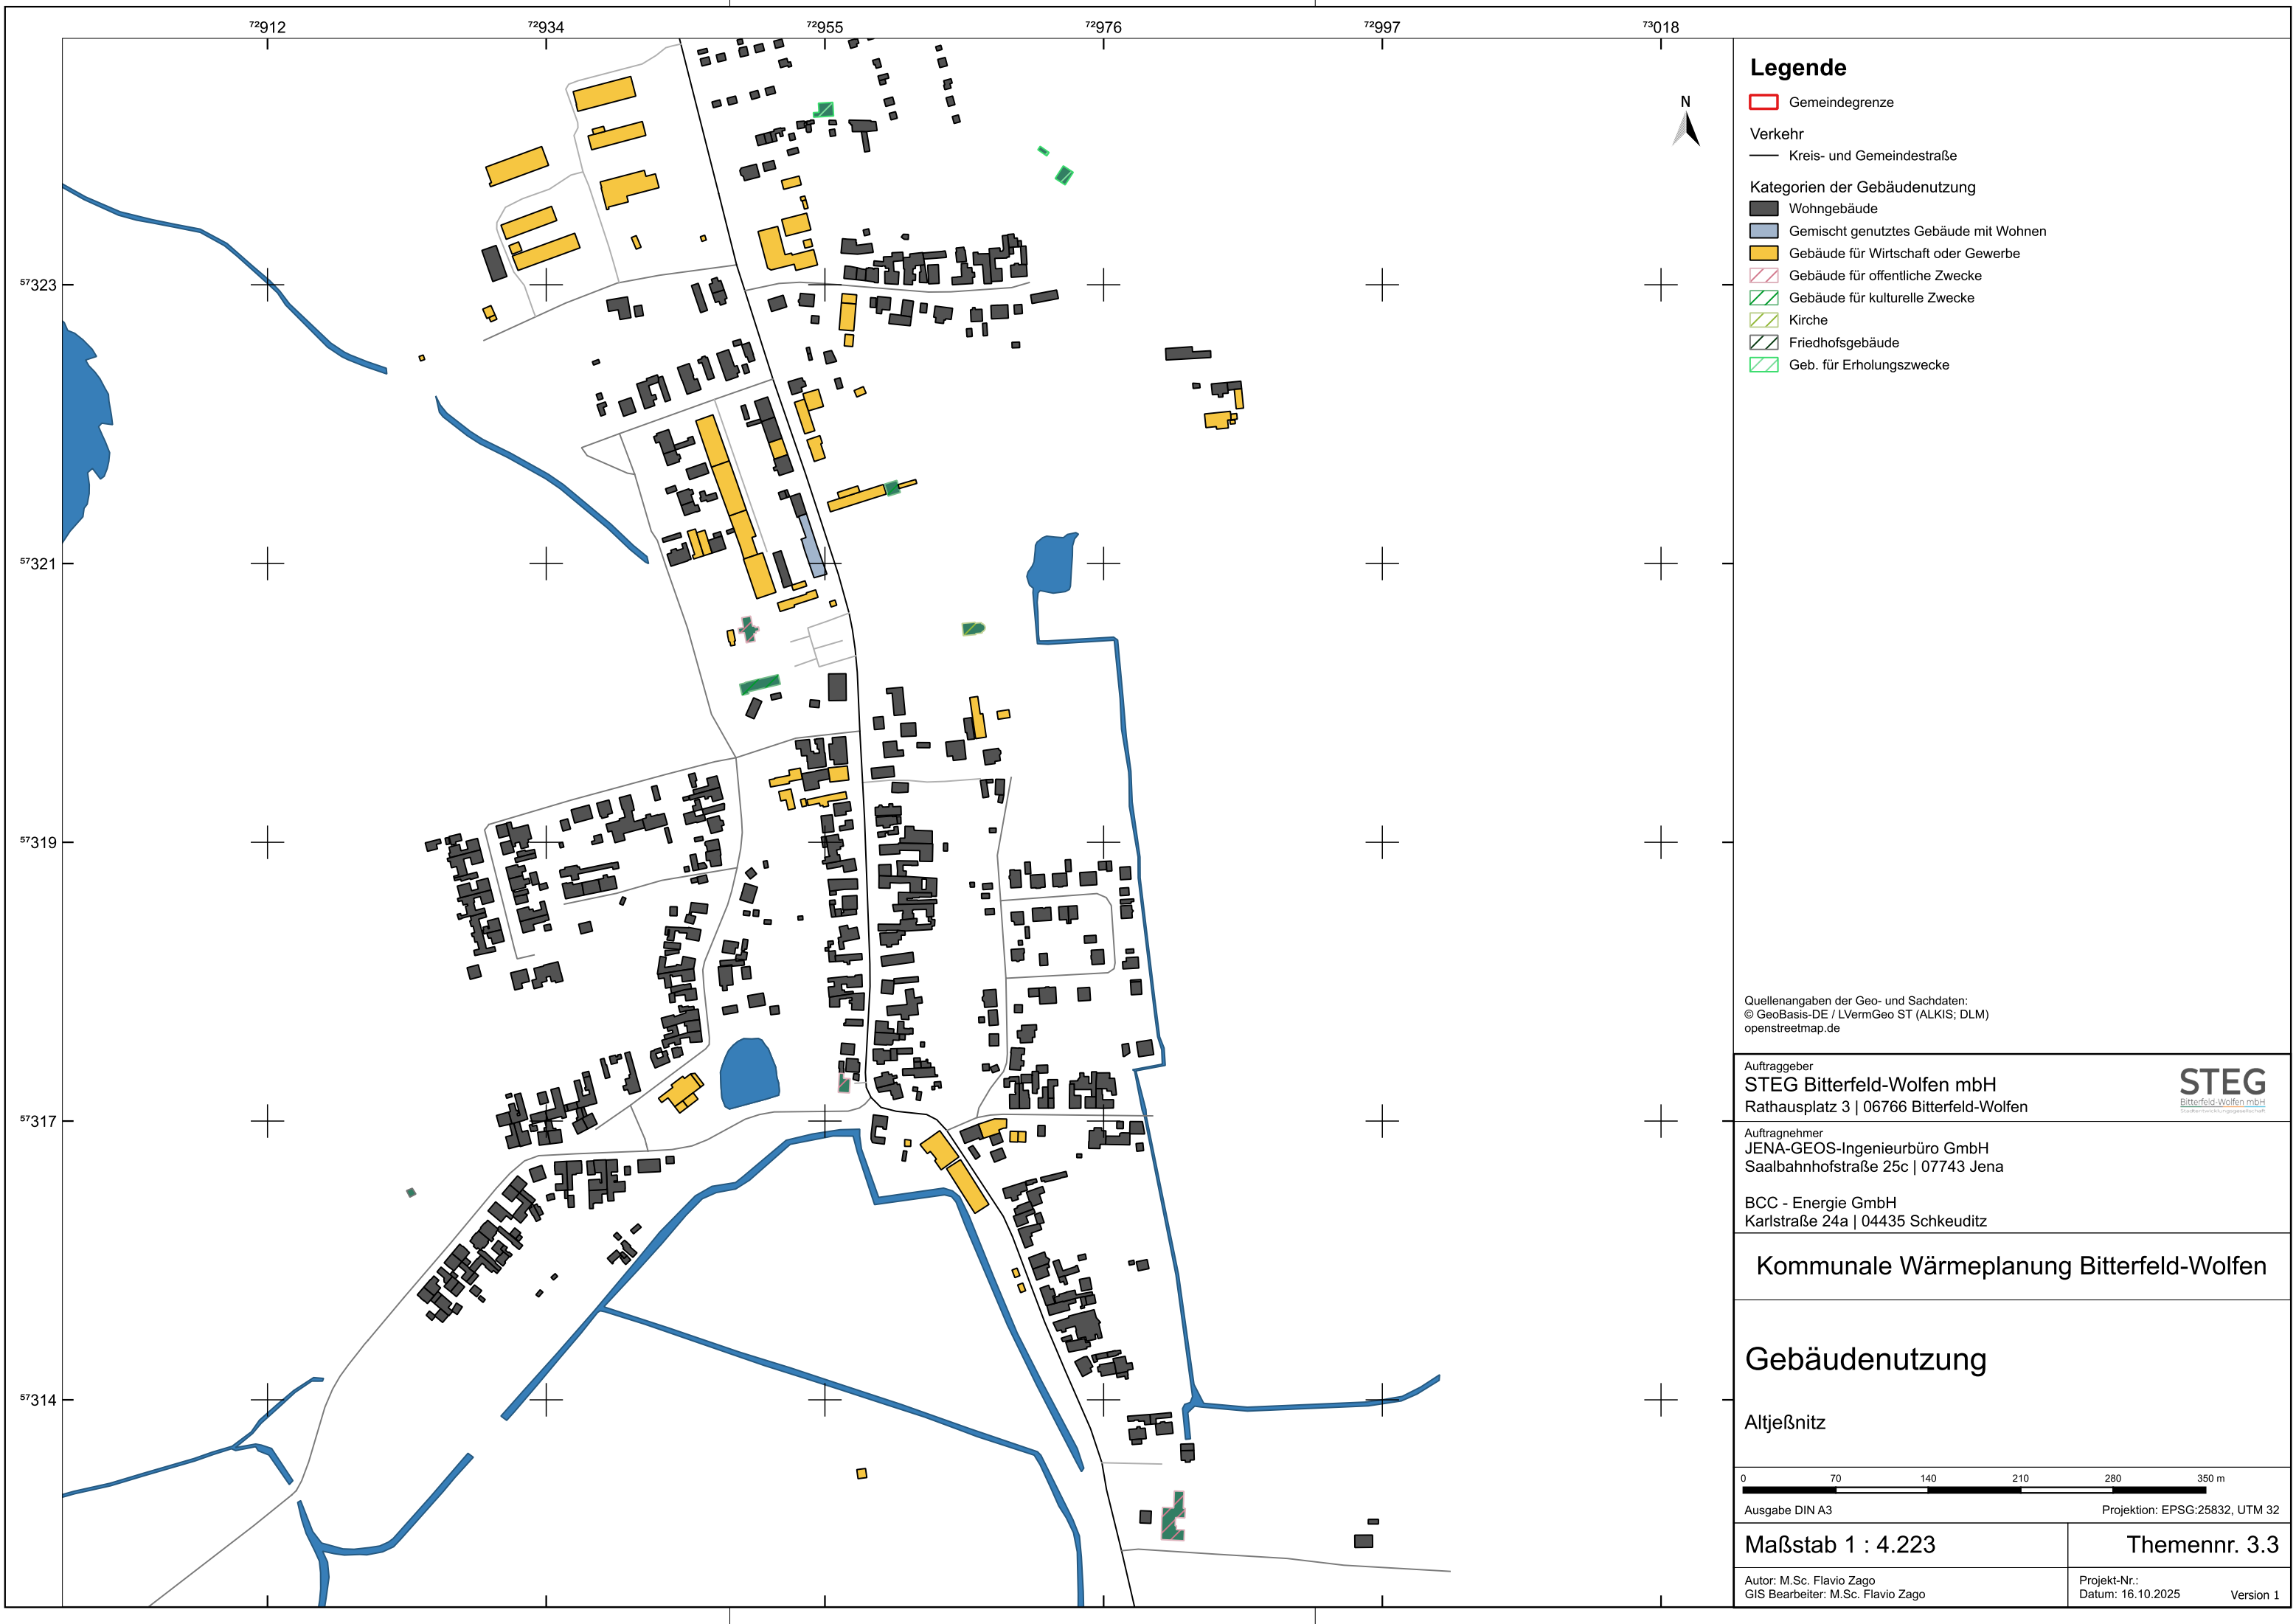 ⁷²912 ⁷²934 ⁷²955 ⁷²976 ⁷²997 ⁷³018
⁵⁷323
⁵⁷321
⁵⁷319
⁵⁷317
⁵⁷314
N
Legende
Gemeindegrenze
Verkehr
Kreis- und Gemeindestraße
Kategorien der Gebäudenutzung
Wohngebäude
Gemischt genutztes Gebäude mit Wohnen
Gebäude für Wirtschaft oder Gewerbe
Gebäude für offentliche Zwecke
Gebäude für kulturelle Zwecke
Kirche
Friedhofsgebäude
Geb. für Erholungszwecke
Quellenangaben der Geo- und Sachdaten:
© GeoBasis-DE / LVermGeo ST (ALKIS; DLM)
openstreetmap.de
Auftraggeber
STEG Bitterfeld-Wolfen mbH
Rathausplatz 3 | 06766 Bitterfeld-Wolfen
STEG
Bitterfeld-Wolfen mbH
Stadtentwicklungsgesellschaft
Auftragnehmer
JENA-GEOS-Ingenieurbüro GmbH
Saalbahnhofstraße 25c | 07743 Jena
BCC - Energie GmbH
Karlstraße 24a | 04435 Schkeuditz
Kommunale Wärmeplanung Bitterfeld-Wolfen
Gebäudenutzung
Altjeßnitz
0 70 140 210 280 350 m
Ausgabe DIN A3 Projektion: EPSG:25832, UTM 32
Maßstab 1 : 4.223 Themennr. 3.3
Autor: M.Sc. Flavio Zago Projekt-Nr.:
GIS Bearbeiter: M.Sc. Flavio Zago Datum: 16.10.2025 Version 1